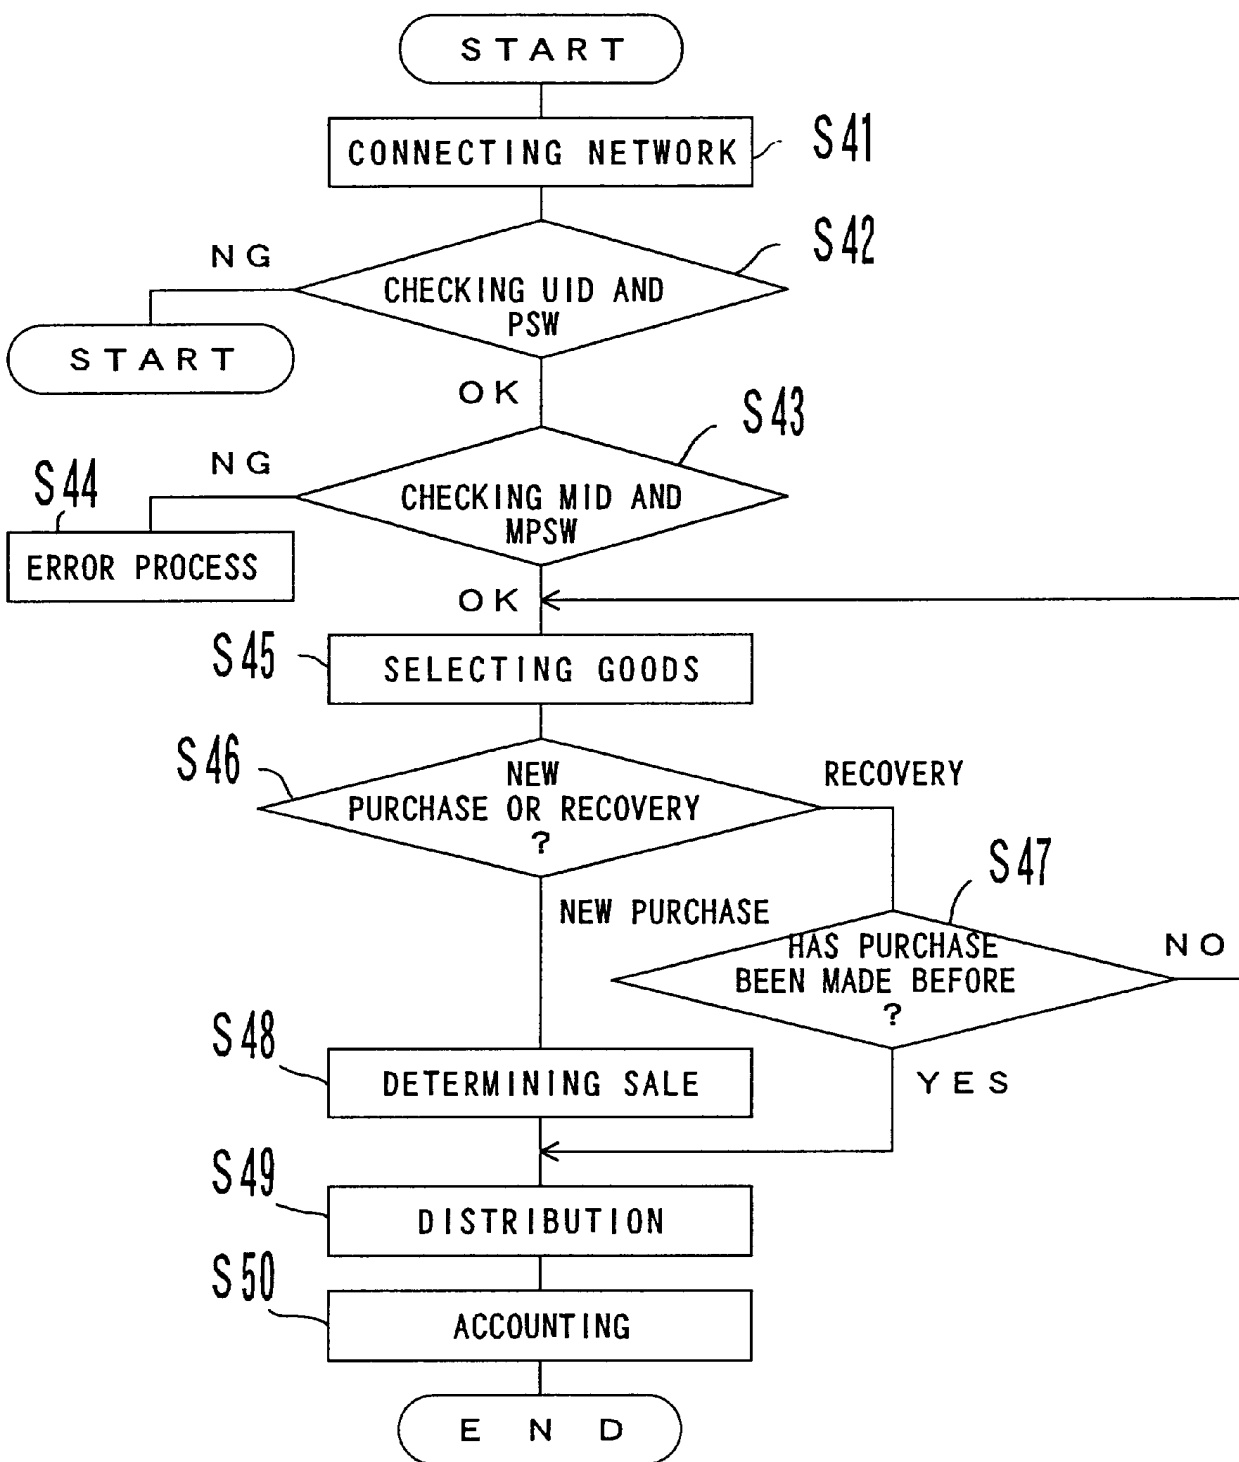 START
CONNECTING NETWORK
S41
S42
NG
CHECKING UID AND
PSW
START
OK
S43
NG
S44
CHECKING MID AND
MPSW
ERROR PROCESS
OK
S45
SELECTING GOODS
S46
NEW
PURCHASE OR RECOVERY
?
RECOVERY
S47
NEW PURCHASE
HAS PURCHASE
BEEN MADE BEFORE
?
NO
S48
DETERMINING SALE
YES
S49
DISTRIBUTION
S50
ACCOUNTING
END